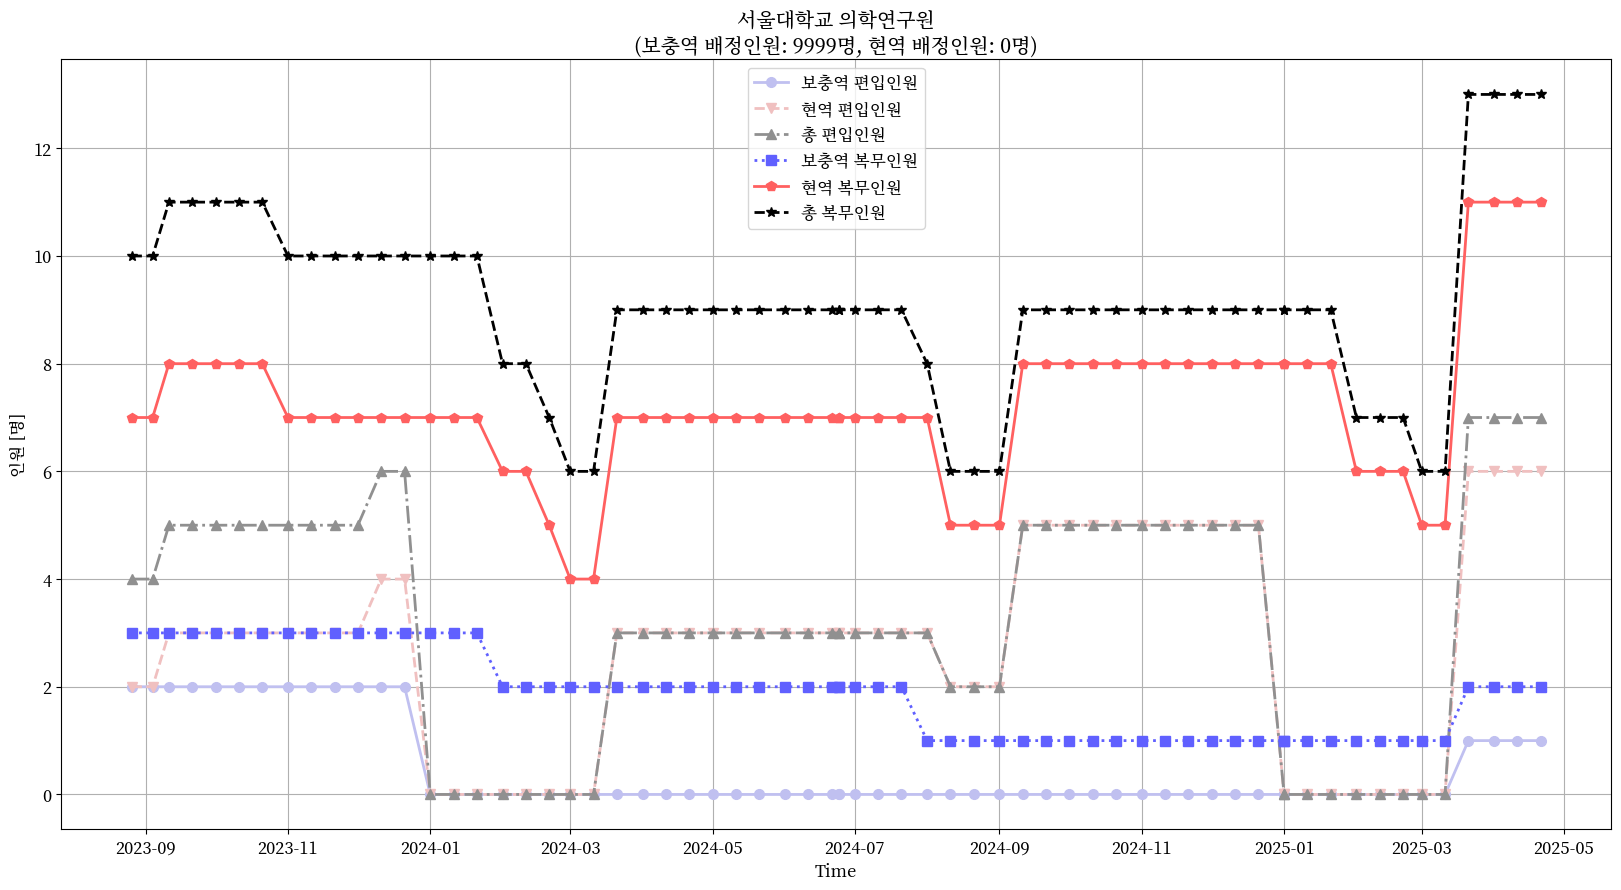 서울대학교 의학연구원
(보충역 배정인원: 9999명, 현역 배정인원: 0명)
보충역 편입인원
현역 편입인원
총 편입인원
보충역 복무인원
현역 복무인원
총 복무인원
인원 [명]
12
10
8
6
4
2
0
2023-09 2023-11 2024-01 2024-03 2024-05 2024-07 2024-09 2024-11 2025-01 2025-03 2025-05
Time